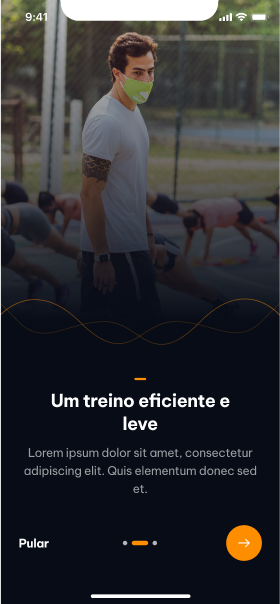 9:41
Um treino eficiente e
leve
Lorem ipsum dolor sit amet, consectetur
adipiscing elit. Quis elementum donec sed
et.
Pular